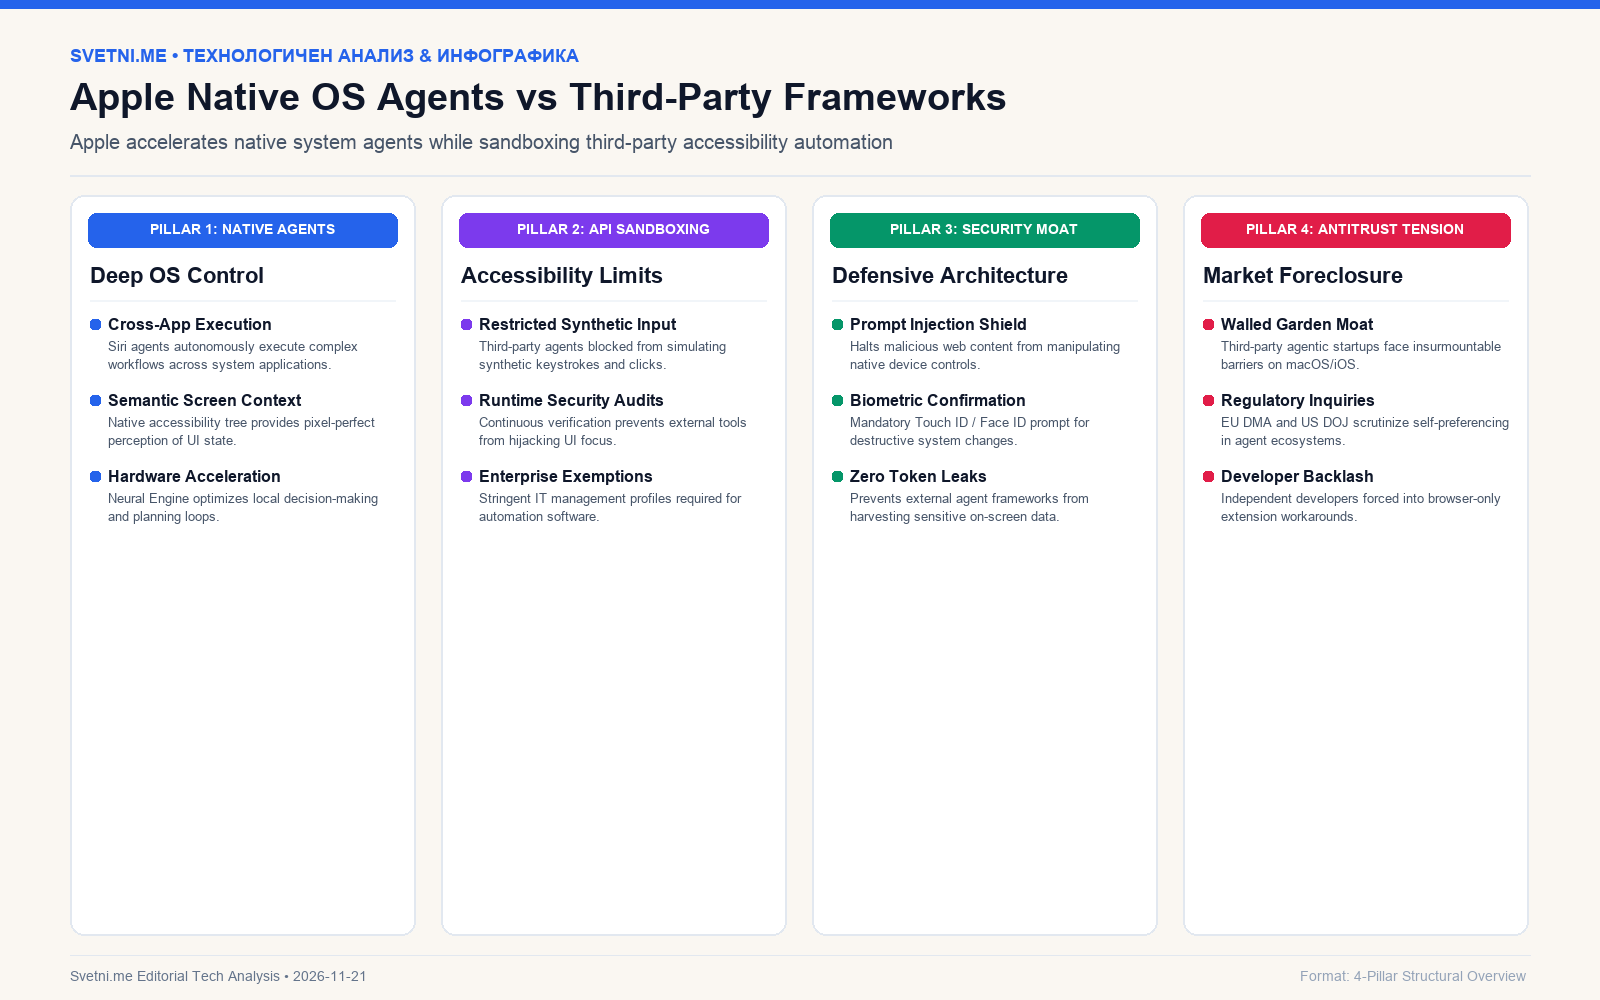 SVETNI.ME • ТЕХНОЛОГИЧЕН АНАЛИЗ & ИНФОГРАФИКА
Apple Native OS Agents vs Third-Party Frameworks
Apple accelerates native system agents while sandboxing third-party accessibility automation
PILLAR 1: NATIVE AGENTS
Deep OS Control
Cross-App Execution
Siri agents autonomously execute complex
workflows across system applications.
Semantic Screen Context
Native accessibility tree provides pixel-perfect
perception of UI state.
Hardware Acceleration
Neural Engine optimizes local decision-making
and planning loops.
PILLAR 2: API SANDBOXING
Accessibility Limits
Restricted Synthetic Input
Third-party agents blocked from simulating
synthetic keystrokes and clicks.
Runtime Security Audits
Continuous verification prevents external tools
from hijacking UI focus.
Enterprise Exemptions
Stringent IT management profiles required for
automation software.
PILLAR 3: SECURITY MOAT
Defensive Architecture
Prompt Injection Shield
Halts malicious web content from manipulating
native device controls.
Biometric Confirmation
Mandatory Touch ID / Face ID prompt for
destructive system changes.
Zero Token Leaks
Prevents external agent frameworks from
harvesting sensitive on-screen data.
PILLAR 4: ANTITRUST TENSION
Market Foreclosure
Walled Garden Moat
Third-party agentic startups face insurmountable
barriers on macOS/iOS.
Regulatory Inquiries
EU DMA and US DOJ scrutinize self-preferencing
in agent ecosystems.
Developer Backlash
Independent developers forced into browser-only
extension workarounds.
Svetni.me Editorial Tech Analysis • 2026-11-21
Format: 4-Pillar Structural Overview